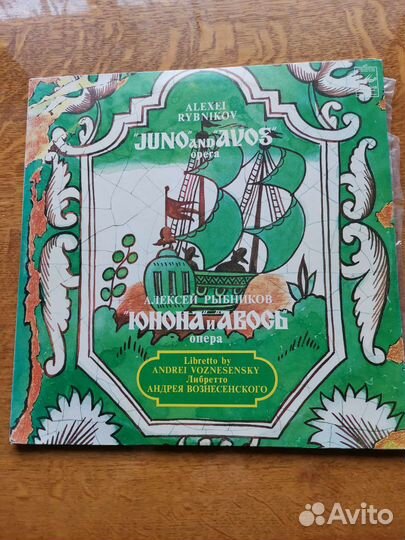 ALEXEI
RYBNIKOV
"JUNO" AND "AVOS"
opera
АЛЕКСЕЙ РЫБНИКОВ
"ЮНОНА" И "АВОСЬ"
опера
Libretto by
ANDREI VOZNESENSKY
Либретто
АНДРЕЯ ВОЗНЕСЕНСКОГО
Avito